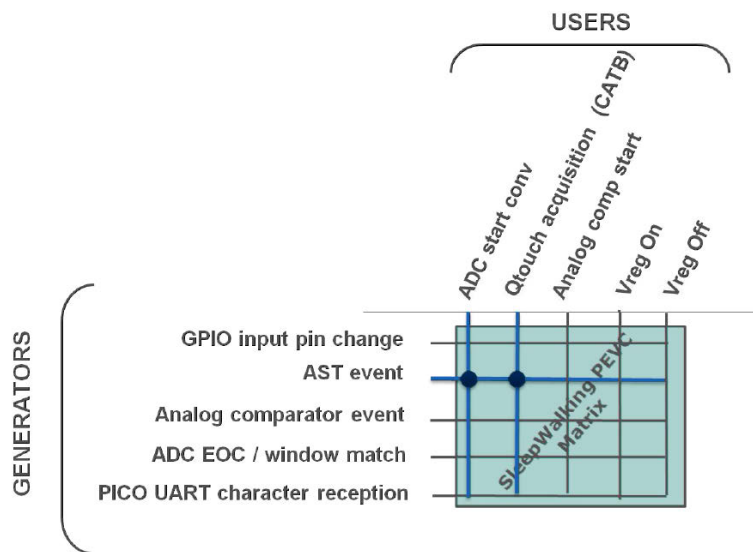 USERS
ADC start conv
Qtouch acquisition (CATB)
Analog comp start
Vreg On
Vreg Off
GENERATORS
GPIO input pin change
AST event
Analog comparator event
ADC EOC / window match
PICO UART character reception
SleepWalking PEVC
Matrix